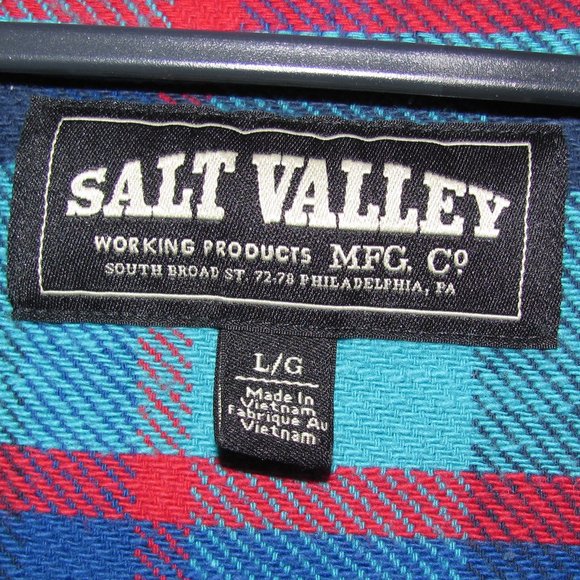 SALT VALLEY
WORKING PRODUCTS MFG. Co
SOUTH BROAD ST. 72-78 PHILADELPHIA, PA
L/G
Made In
Vietnam
Fabrique Au
Vietnam